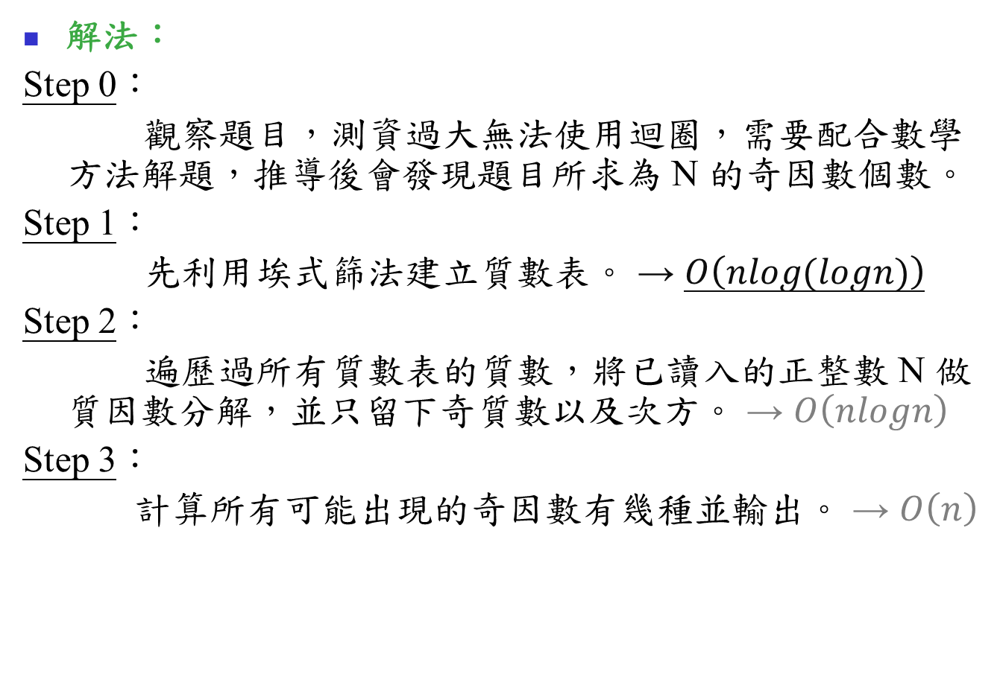 ▪ 解法：
Step 0：
觀察題目，測資過大無法使用迴圈，需要配合數學
方法解題，推導後會發現題目所求為 N 的奇因數個數。
Step 1：
先利用埃式篩法建立質數表。→ O(nlog(logn))
Step 2：
遍歷過所有質數表的質數，將已讀入的正整數 N 做
質因數分解，並只留下奇質數以及次方。→ O(nlogn)
Step 3：
計算所有可能出現的奇因數有幾種並輸出。→ O(n)